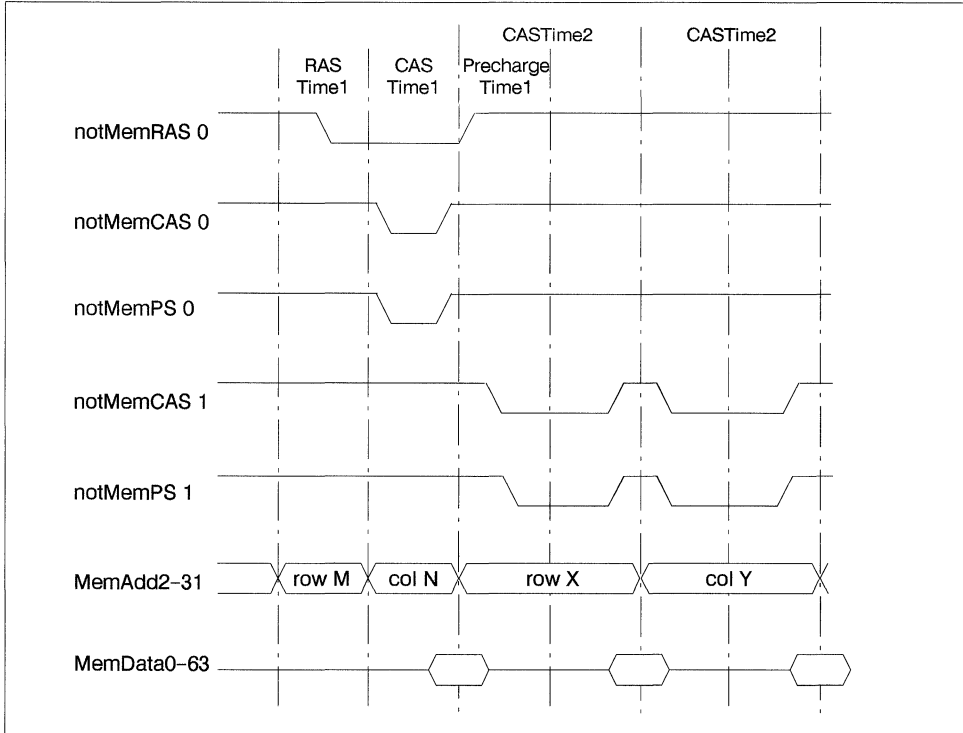 CASTime2 CASTime2
RAS CAS Precharge
Time1 Time1 Time1
notMemRAS 0
notMemCAS 0
notMemPS 0
notMemCAS 1
notMemPS 1
MemAdd2–31 row M col N row X col Y
MemData0–63